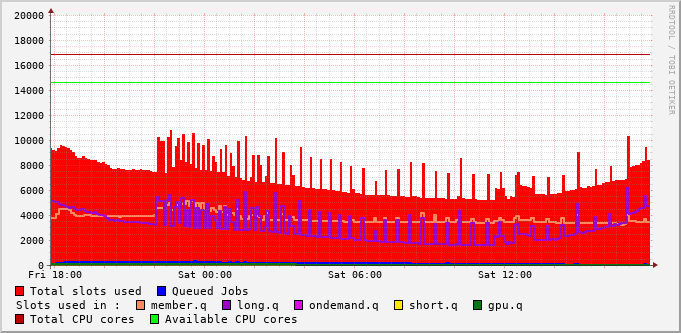 RRDTOOL / TOBI OETIKER
20000
18000
16000
14000
12000
10000
8000
6000
4000
2000
0
Fri 18:00 Sat 00:00 Sat 06:00 Sat 12:00
Total slots used Queued Jobs
Slots used in : member.q long.q ondemand.q short.q gpu.q
Total CPU cores Available CPU cores